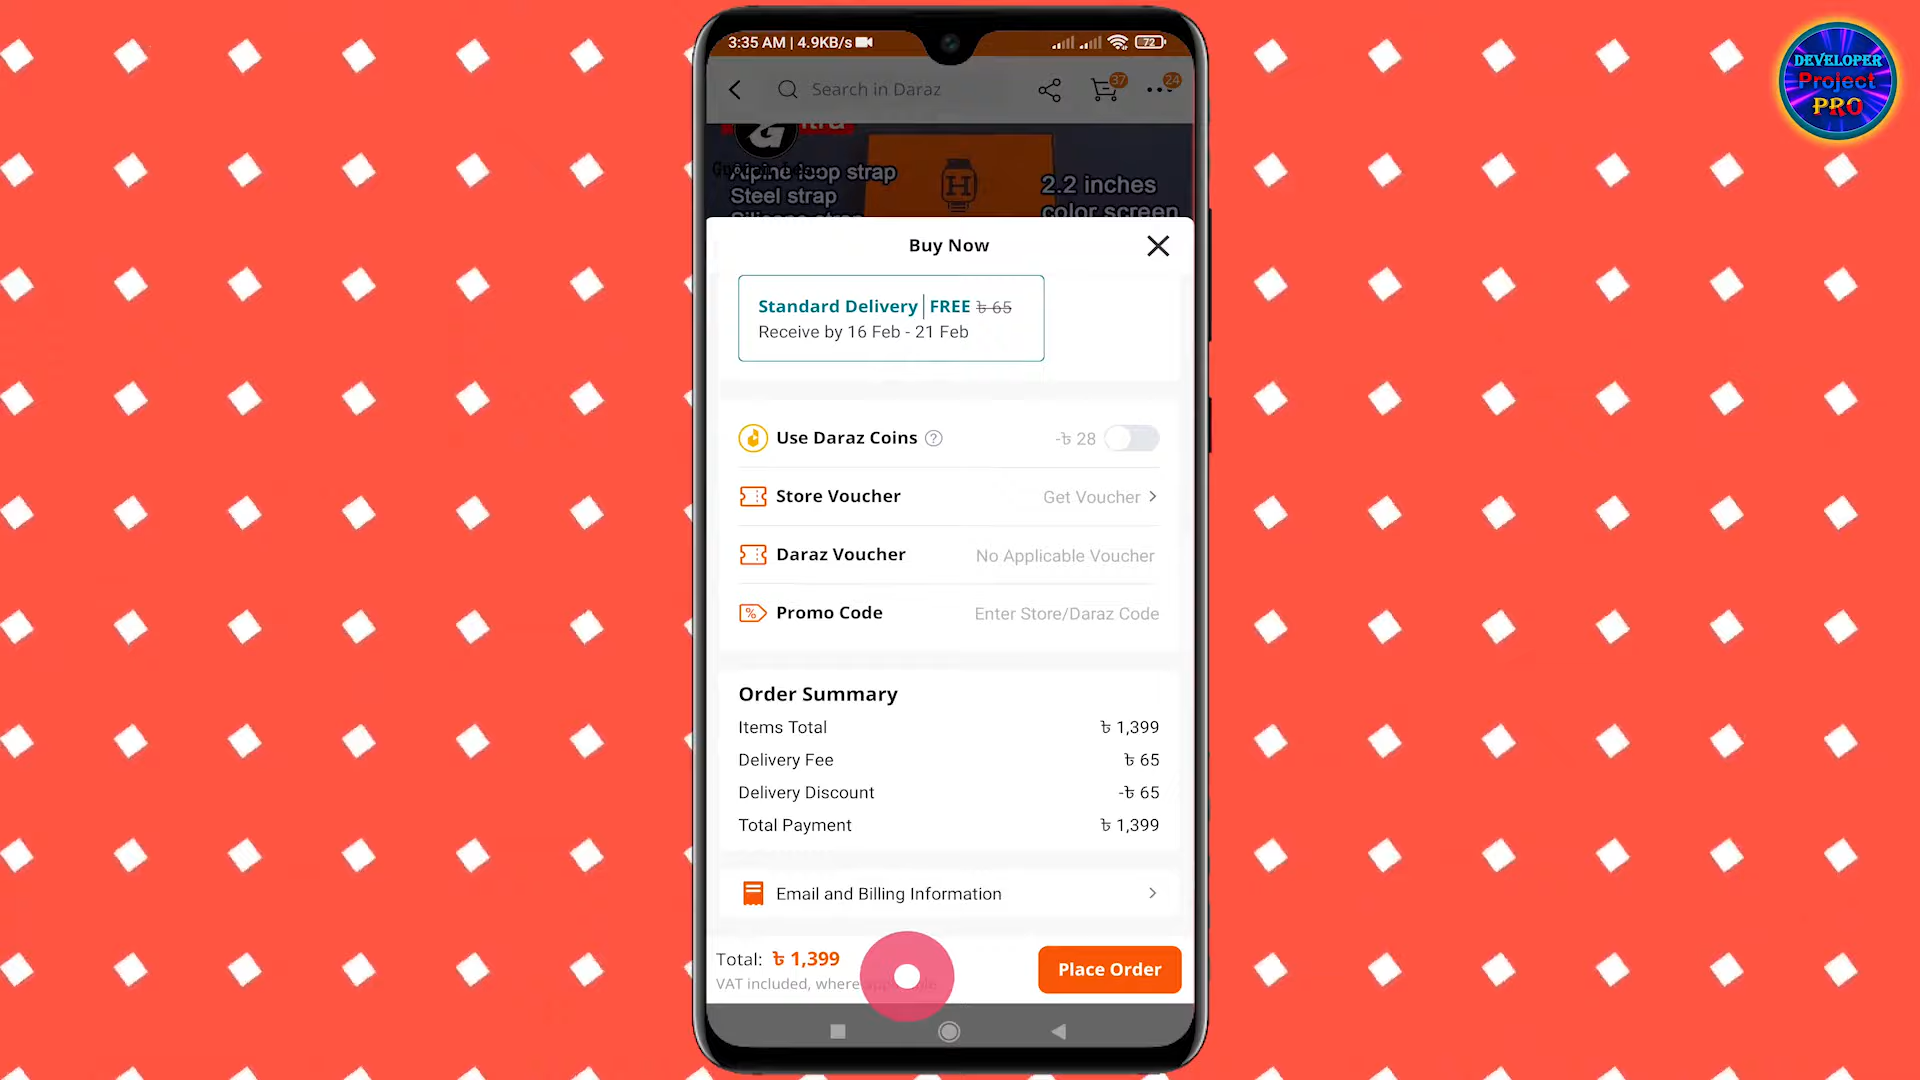 DEVELOPER
Project
PRO
3:35 AM | 4.9KB/s
72
Search in Daraz
37
24
Alpine loop strap
Steel strap
2.2 inches
color screen
H
Buy Now
Standard Delivery | FREE ৳ 65
Receive by 16 Feb - 21 Feb
Use Daraz Coins ? -৳ 28
Store Voucher Get Voucher >
Daraz Voucher No Applicable Voucher
% Promo Code Enter Store/Daraz Code
Order Summary
Items Total ৳ 1,399
Delivery Fee ৳ 65
Delivery Discount -৳ 65
Total Payment ৳ 1,399
Email and Billing Information >
Total: ৳ 1,399
VAT included, where
Place Order